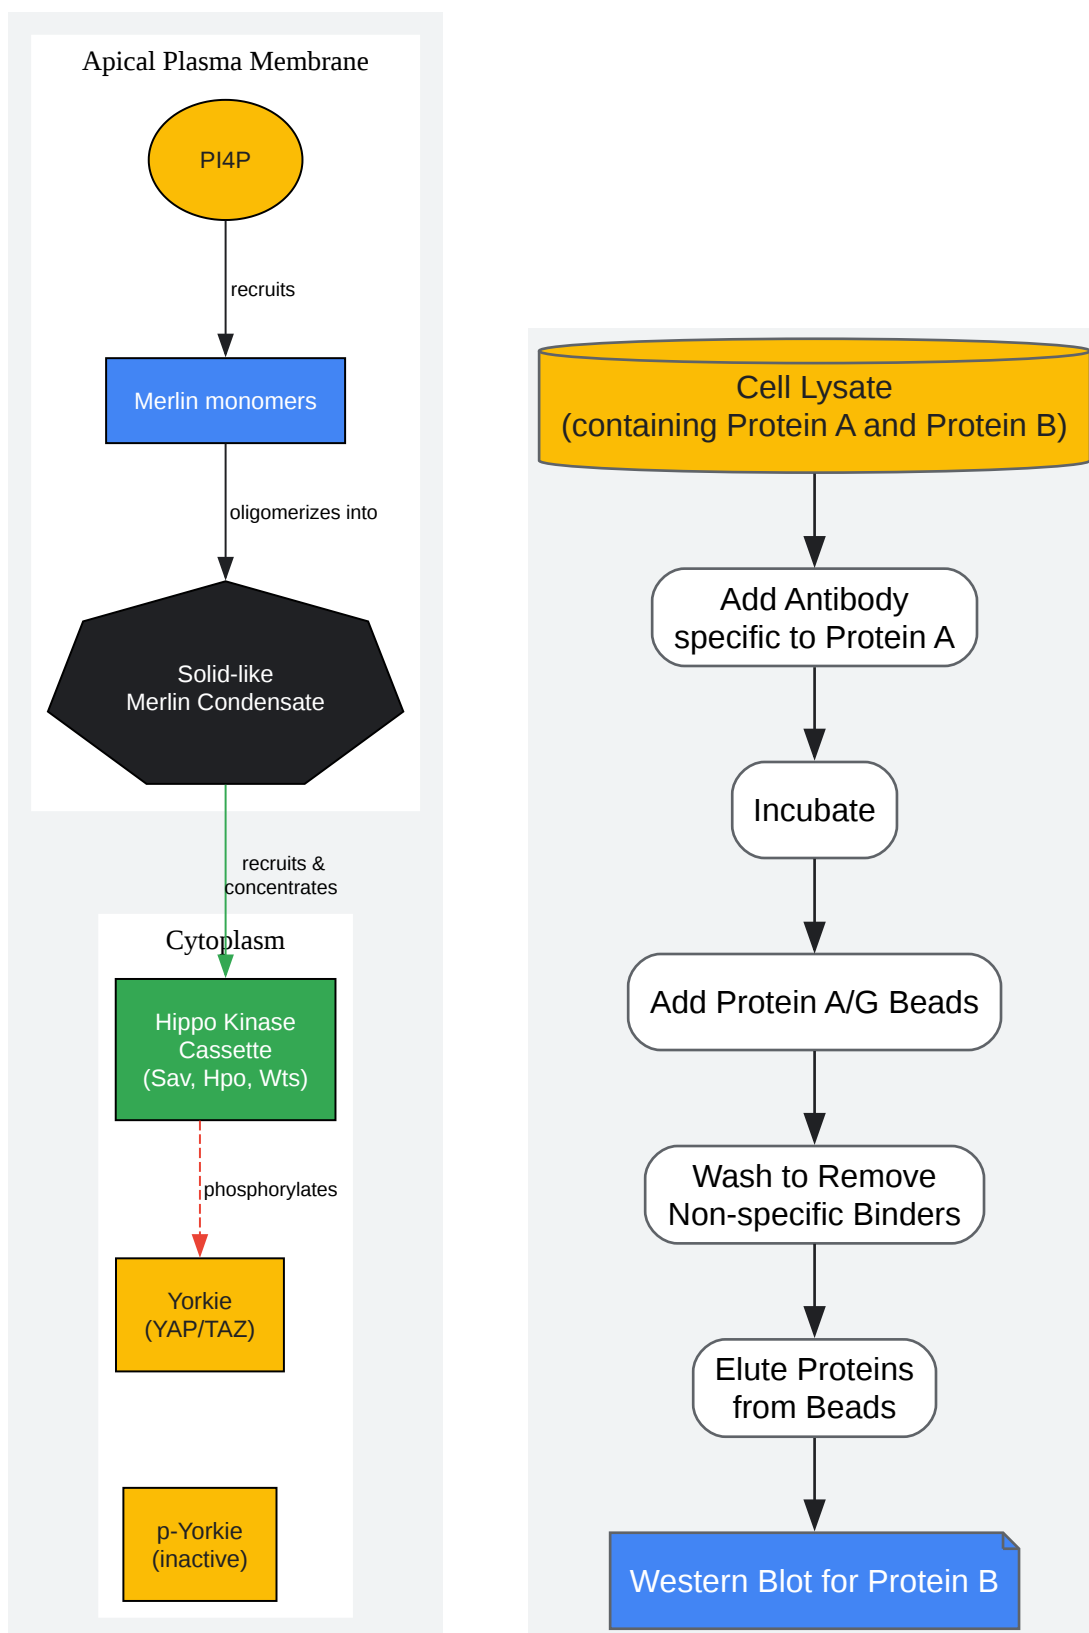 Apical Plasma Membrane
PI4P
recruits
Merlin monomers
oligomerizes into
Solid-like
Merlin Condensate
recruits &
concentrates
Cytoplasm
Hippo Kinase
Cassette
(Sav, Hpo, Wts)
phosphorylates
Yorkie
(YAP/TAZ)
p-Yorkie
(inactive)
Cell Lysate
(containing Protein A and Protein B)
Add Antibody
specific to Protein A
Incubate
Add Protein A/G Beads
Wash to Remove
Non-specific Binders
Elute Proteins
from Beads
Western Blot for Protein B